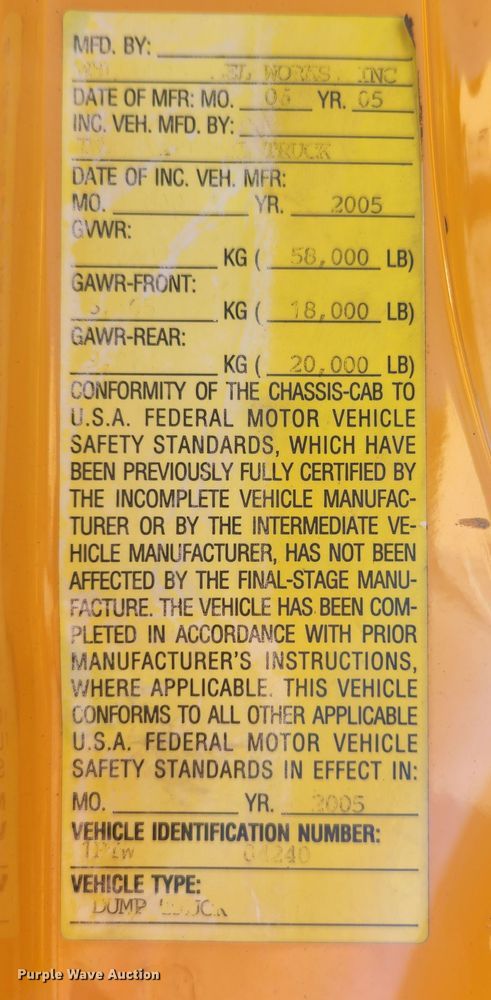 MFD. BY:
WORKS INC
DATE OF MFR: MO. 06 YR. 05
INC. VEH. MFD. BY:
TRUCK
DATE OF INC. VEH. MFR:
MO. YR. 2005
GVWR:
KG ( 58,000 LB)
GAWR-FRONT:
KG ( 18,000 LB)
GAWR-REAR:
KG ( 20,000 LB)
CONFORMITY OF THE CHASSIS-CAB TO
U.S.A. FEDERAL MOTOR VEHICLE
SAFETY STANDARDS, WHICH HAVE
BEEN PREVIOUSLY FULLY CERTIFIED BY
THE INCOMPLETE VEHICLE MANUFAC-
TURER OR BY THE INTERMEDIATE VE-
HICLE MANUFACTURER, HAS NOT BEEN
AFFECTED BY THE FINAL-STAGE MANU-
FACTURE. THE VEHICLE HAS BEEN COM-
PLETED IN ACCORDANCE WITH PRIOR
MANUFACTURER'S INSTRUCTIONS,
WHERE APPLICABLE. THIS VEHICLE
CONFORMS TO ALL OTHER APPLICABLE
U.S.A. FEDERAL MOTOR VEHICLE
SAFETY STANDARDS IN EFFECT IN:
MO. YR. 2005
VEHICLE IDENTIFICATION NUMBER:
64240
VEHICLE TYPE:
DUMP TRUCK
Purple Wave Auction